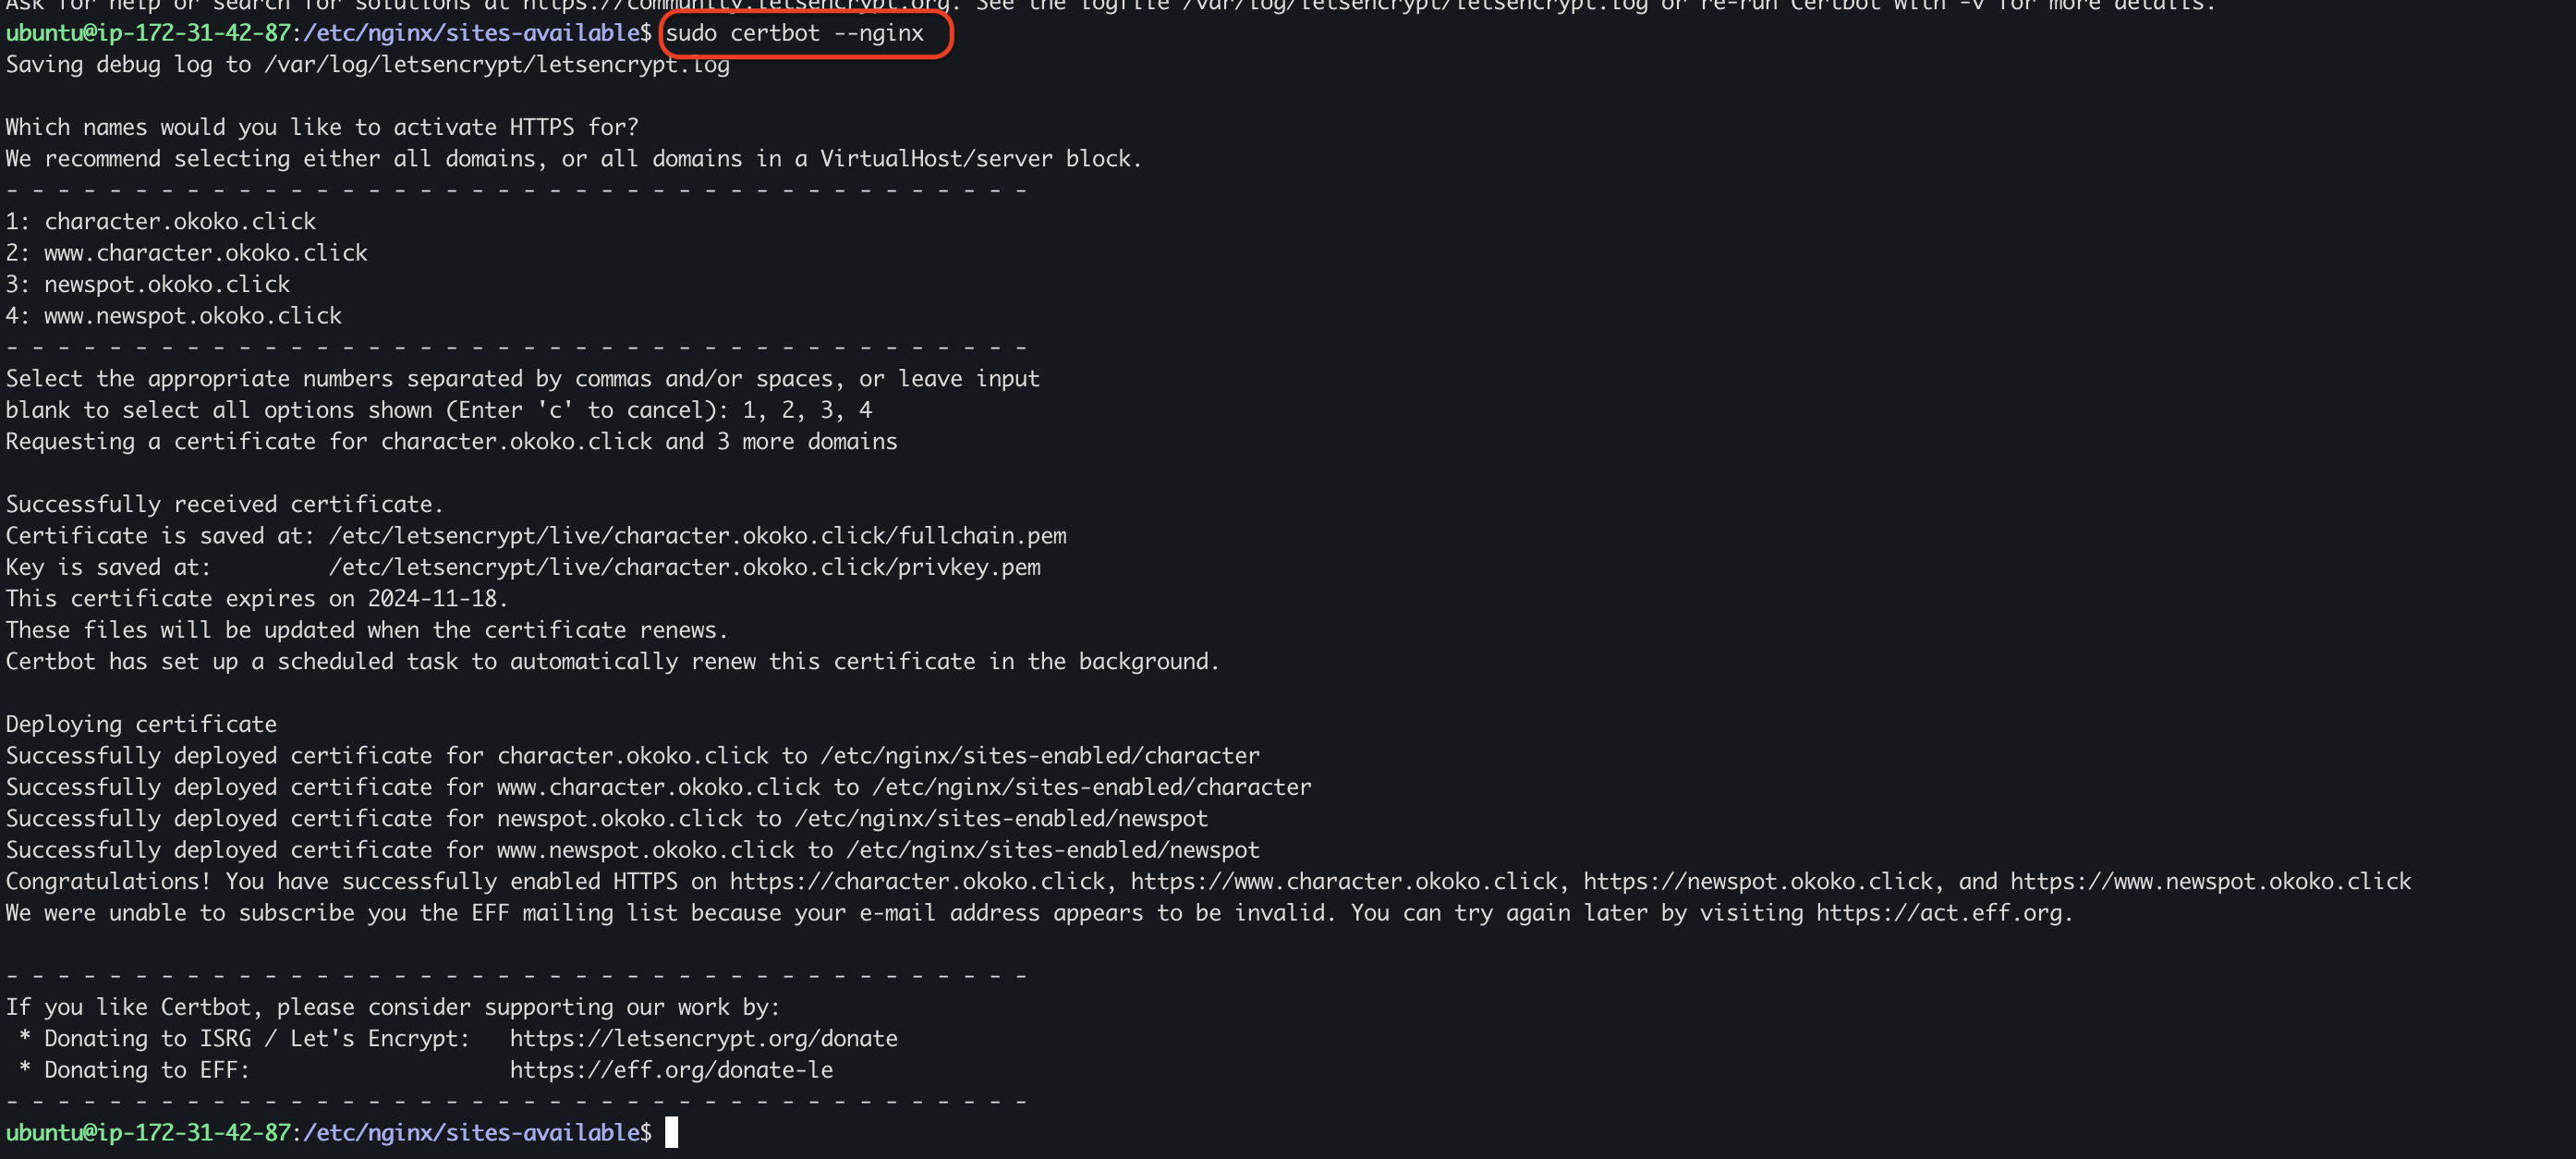 Ask for help or search for solutions at https://community.letsencrypt.org. See the logfile /var/log/letsencrypt/letsencrypt.log or re-run Certbot with -v for more details.
ubuntu@ip-172-31-42-87:/etc/nginx/sites-available$ sudo certbot --nginx
Saving debug log to /var/log/letsencrypt/letsencrypt.log
Which names would you like to activate HTTPS for?
We recommend selecting either all domains, or all domains in a VirtualHost/server block.
- - - - - - - - - - - - - - - - - - - - - - - - - - - - - - - - - - - - - - - -
1: character.okoko.click
2: www.character.okoko.click
3: newspot.okoko.click
4: www.newspot.okoko.click
- - - - - - - - - - - - - - - - - - - - - - - - - - - - - - - - - - - - - - - -
Select the appropriate numbers separated by commas and/or spaces, or leave input
blank to select all options shown (Enter 'c' to cancel): 1, 2, 3, 4
Requesting a certificate for character.okoko.click and 3 more domains
Successfully received certificate.
Certificate is saved at: /etc/letsencrypt/live/character.okoko.click/fullchain.pem
Key is saved at:         /etc/letsencrypt/live/character.okoko.click/privkey.pem
This certificate expires on 2024-11-18.
These files will be updated when the certificate renews.
Certbot has set up a scheduled task to automatically renew this certificate in the background.
Deploying certificate
Successfully deployed certificate for character.okoko.click to /etc/nginx/sites-enabled/character
Successfully deployed certificate for www.character.okoko.click to /etc/nginx/sites-enabled/character
Successfully deployed certificate for newspot.okoko.click to /etc/nginx/sites-enabled/newspot
Successfully deployed certificate for www.newspot.okoko.click to /etc/nginx/sites-enabled/newspot
Congratulations! You have successfully enabled HTTPS on https://character.okoko.click, https://www.character.okoko.click, https://newspot.okoko.click, and https://www.newspot.okoko.click
We were unable to subscribe you the EFF mailing list because your e-mail address appears to be invalid. You can try again later by visiting https://act.eff.org.
- - - - - - - - - - - - - - - - - - - - - - - - - - - - - - - - - - - - - - - -
If you like Certbot, please consider supporting our work by:
 * Donating to ISRG / Let's Encrypt:   https://letsencrypt.org/donate
 * Donating to EFF:                    https://eff.org/donate-le
- - - - - - - - - - - - - - - - - - - - - - - - - - - - - - - - - - - - - - - -
ubuntu@ip-172-31-42-87:/etc/nginx/sites-available$